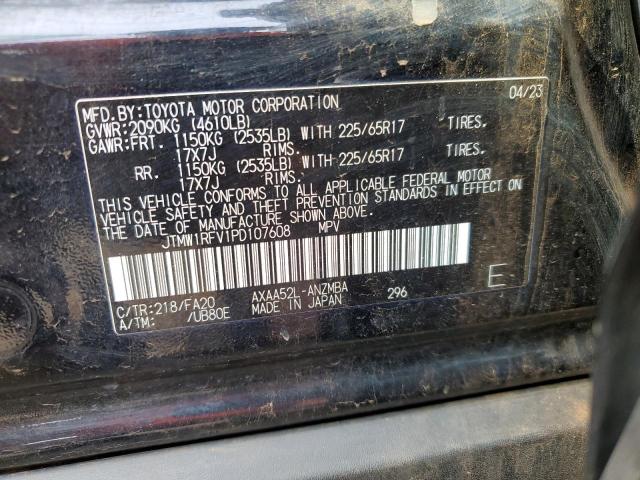 MFD.BY:TOYOTA MOTOR CORPORATION 04/23
GVWR:2090KG (4610LB)
GAWR:FRT. 1150KG (2535LB) WITH 225/65R17 TIRES.
17X7J RIMS.
RR. 1150KG (2535LB) WITH 225/65R17 TIRES.
17X7J RIMS.
THIS VEHICLE CONFORMS TO ALL APPLICABLE FEDERAL MOTOR
VEHICLE SAFETY AND THEFT PREVENTION STANDARDS IN EFFECT ON
THE DATE OF MANUFACTURE SHOWN ABOVE.
JTMW1RFV1PD107608 MPV
E
C/TR:218/FA20 AXAA52L-ANZMBA 296
A/TM: /UB80E MADE IN JAPAN